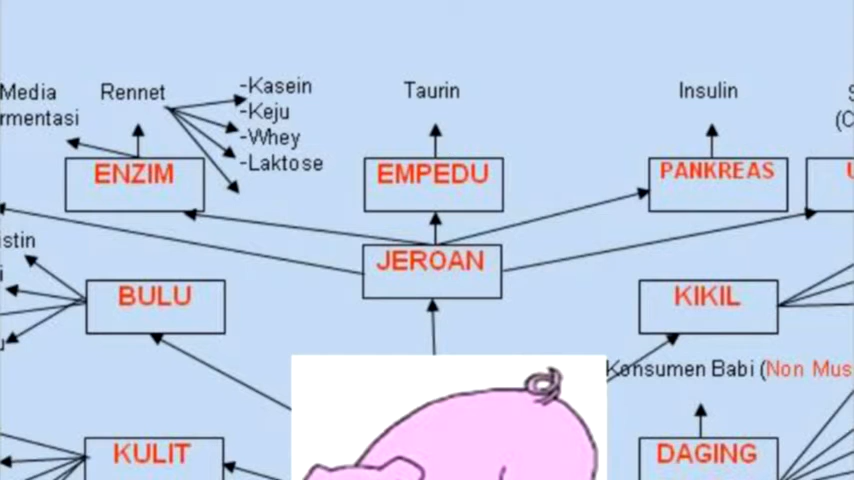 Media
rmentasi
Rennet
-Kasein
-Keju
-Whey
-Laktose
Taurin
Insulin
ENZIM
EMPEDU
PANKREAS
JEROAN
istin
BULU
KIKIL
Konsumen Babi (Non Mus
KULIT
DAGING